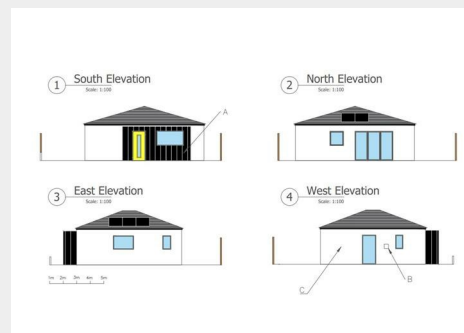 1 South Elevation
Scale: 1:100
2 North Elevation
Scale: 1:100
A
3 East Elevation
Scale: 1:100
4 West Elevation
Scale: 1:100
1m 2m 3m 4m 5m
C
B